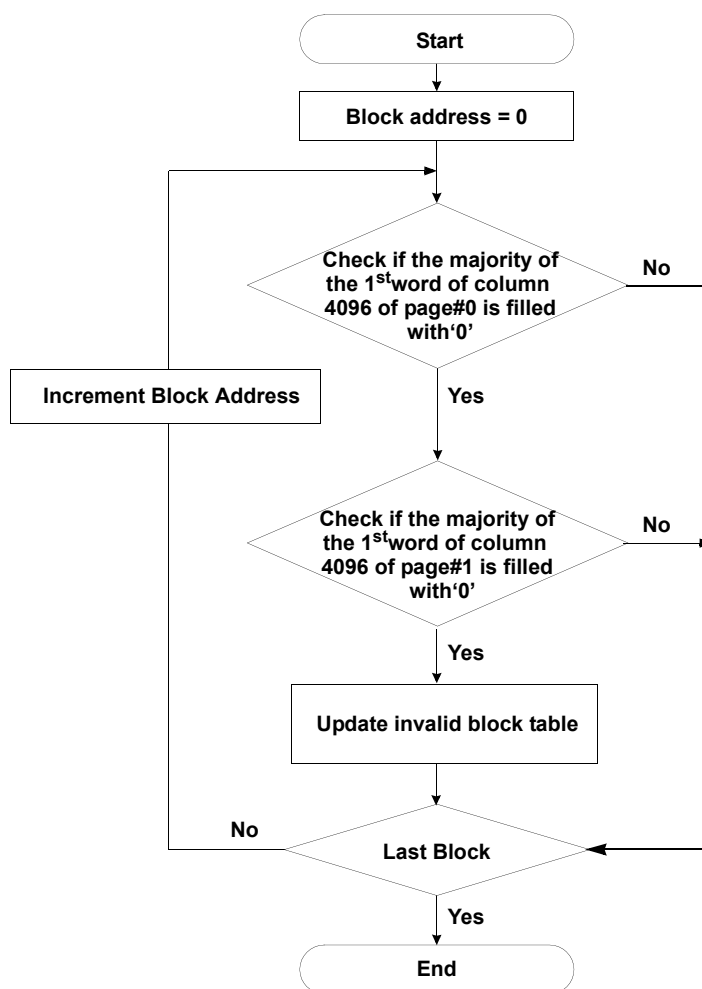 Start
Block address = 0
Check if the majority of
the 1stword of column
4096 of page#0 is filled
with‘0’
No
Increment Block Address
Yes
Check if the majority of
the 1stword of column
4096 of page#1 is filled
with‘0’
No
Yes
Update invalid block table
No
Last Block
Yes
End